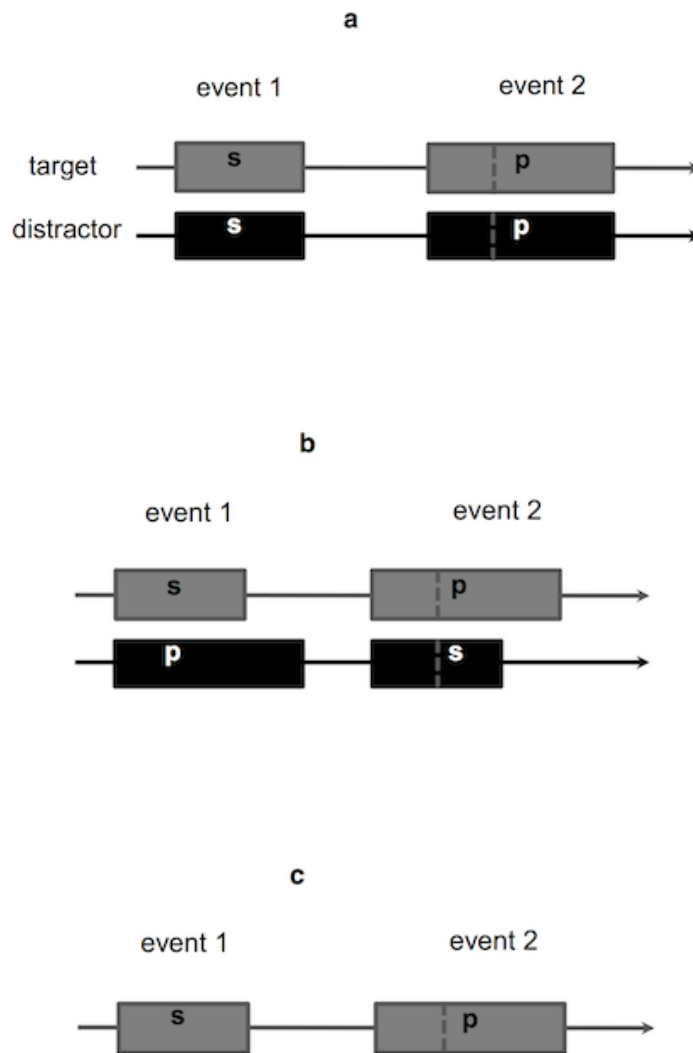 a
event 1 event 2
target s p
distractor s p
b
event 1 event 2
s p
p s
c
event 1 event 2
s p